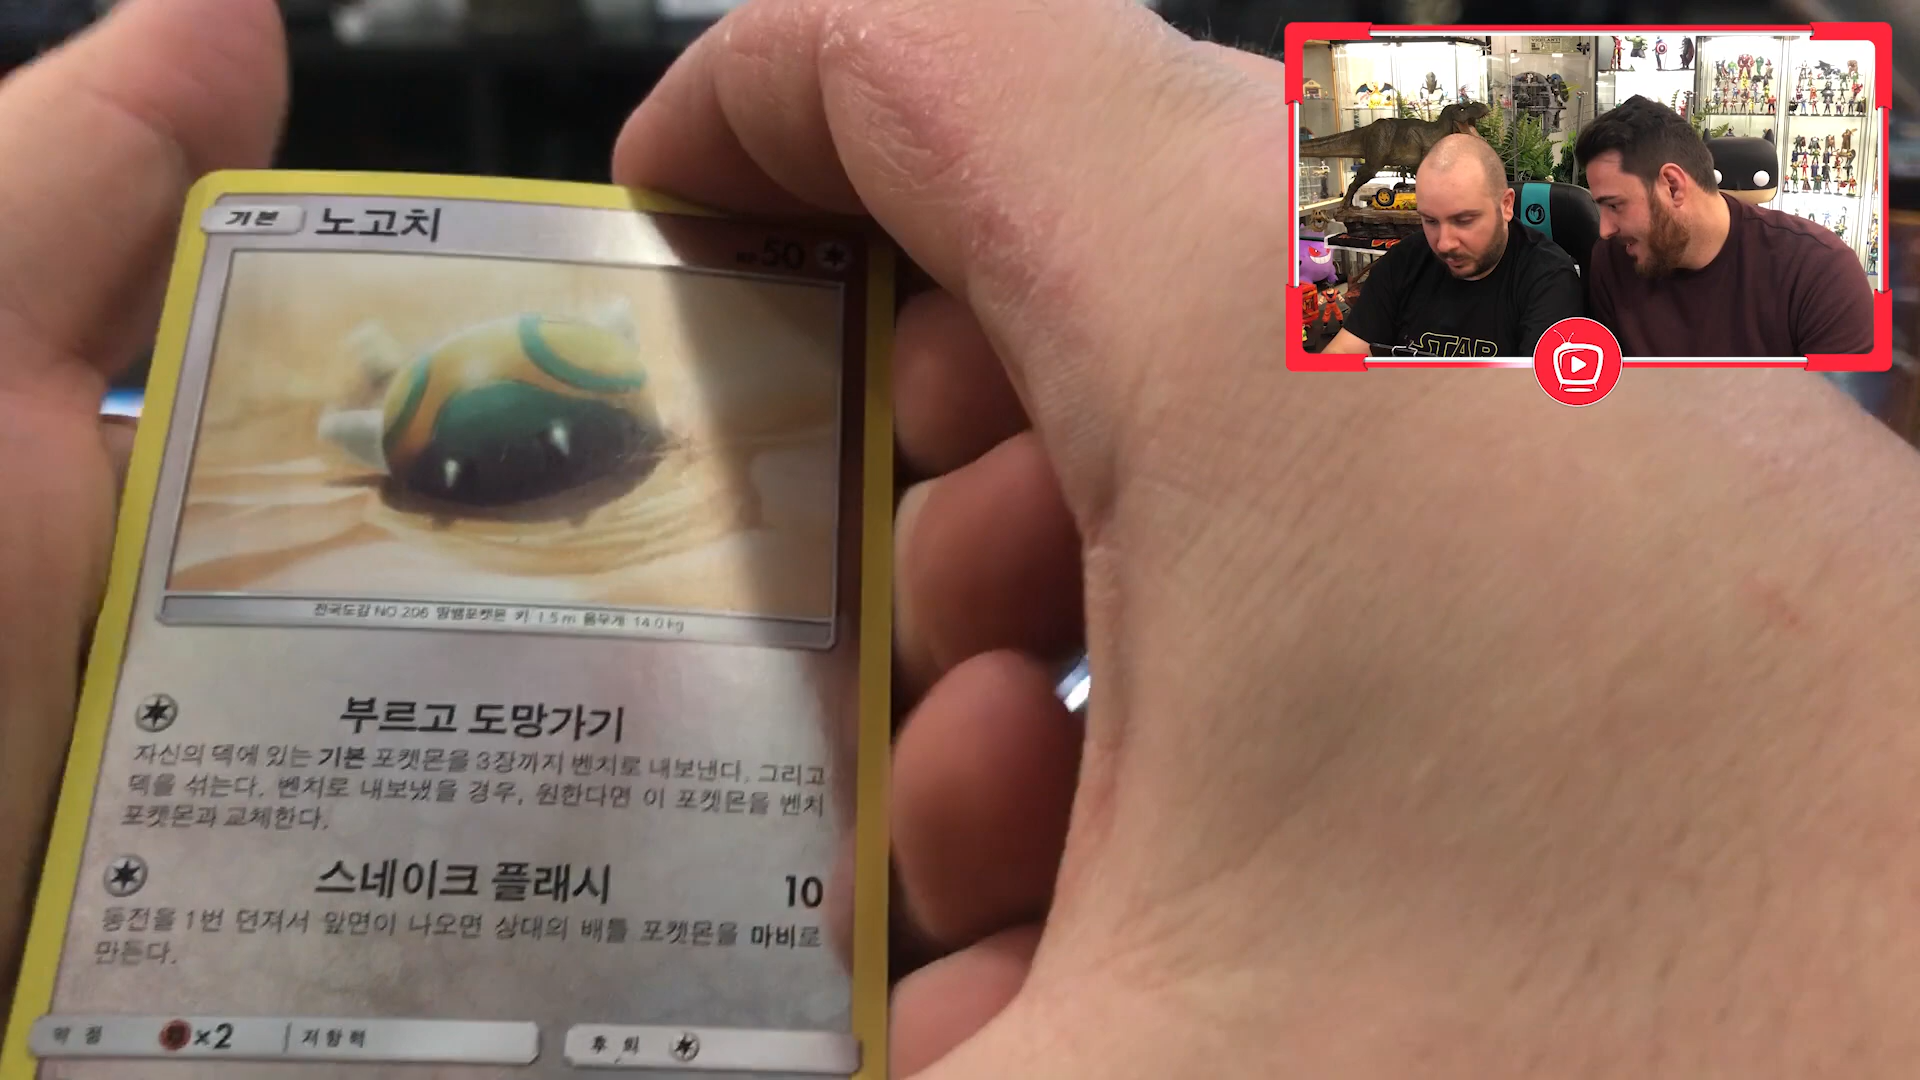 기본 노고치 HP 50
전국도감 NO.206 땅뱀포켓몬 키 1.5m 몸무게 14.0kg
부르고 도망가기
자신의 덱에 있는 기본 포켓몬을 3장까지 벤치로 내보낸다. 그리고
덱을 섞는다. 벤치로 내보냈을 경우, 원한다면 이 포켓몬을 벤치
포켓몬과 교체한다.
스네이크 플래시 10
동전을 1번 던져서 앞면이 나오면 상대의 배틀 포켓몬을 마비로
만든다.
약점 ×2 저항력 후퇴
STAR